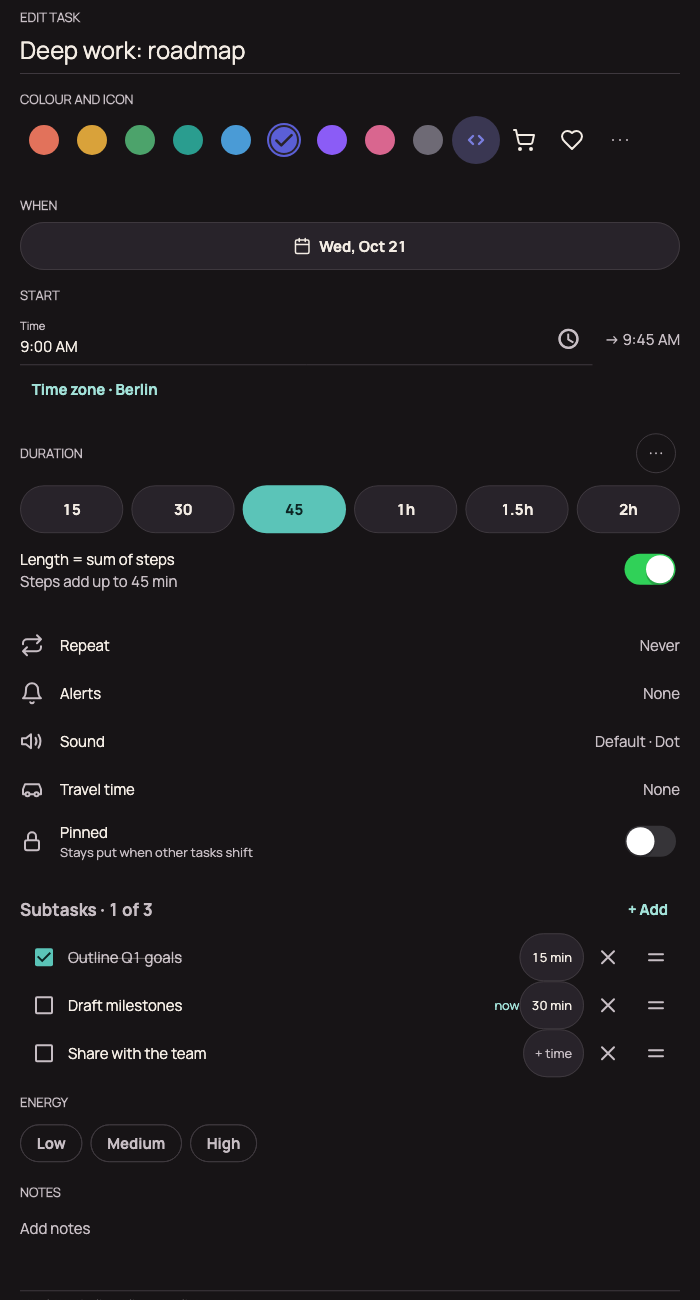 EDIT TASK
Deep work: roadmap
COLOUR AND ICON
WHEN
Wed, Oct 21
START
Time
9:00 AM
→ 9:45 AM
Time zone · Berlin
DURATION
15 30 45 1h 1.5h 2h
Length = sum of steps
Steps add up to 45 min
Repeat Never
Alerts None
Sound Default · Dot
Travel time None
Pinned
Stays put when other tasks shift
Subtasks · 1 of 3 + Add
Outline Q1 goals 15 min
Draft milestones now 30 min
Share with the team + time
ENERGY
Low Medium High
NOTES
Add notes